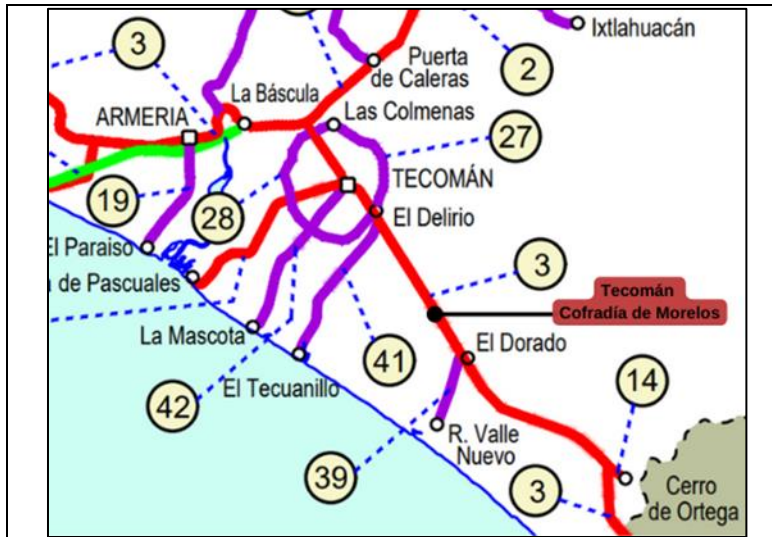 3
2
Ixtlahuacán
Puerta
de Caleras
La Báscula
Las Colmenas
ARMERIA
27
19
28
TECOMÁN
El Delirio
El Paraiso
a de Pascuales
3
Tecomán
Cofradía de Morelos
La Mascota
El Dorado
41
El Tecuanillo
14
42
R. Valle
Nuevo
39
3
Cerro
de Ortega